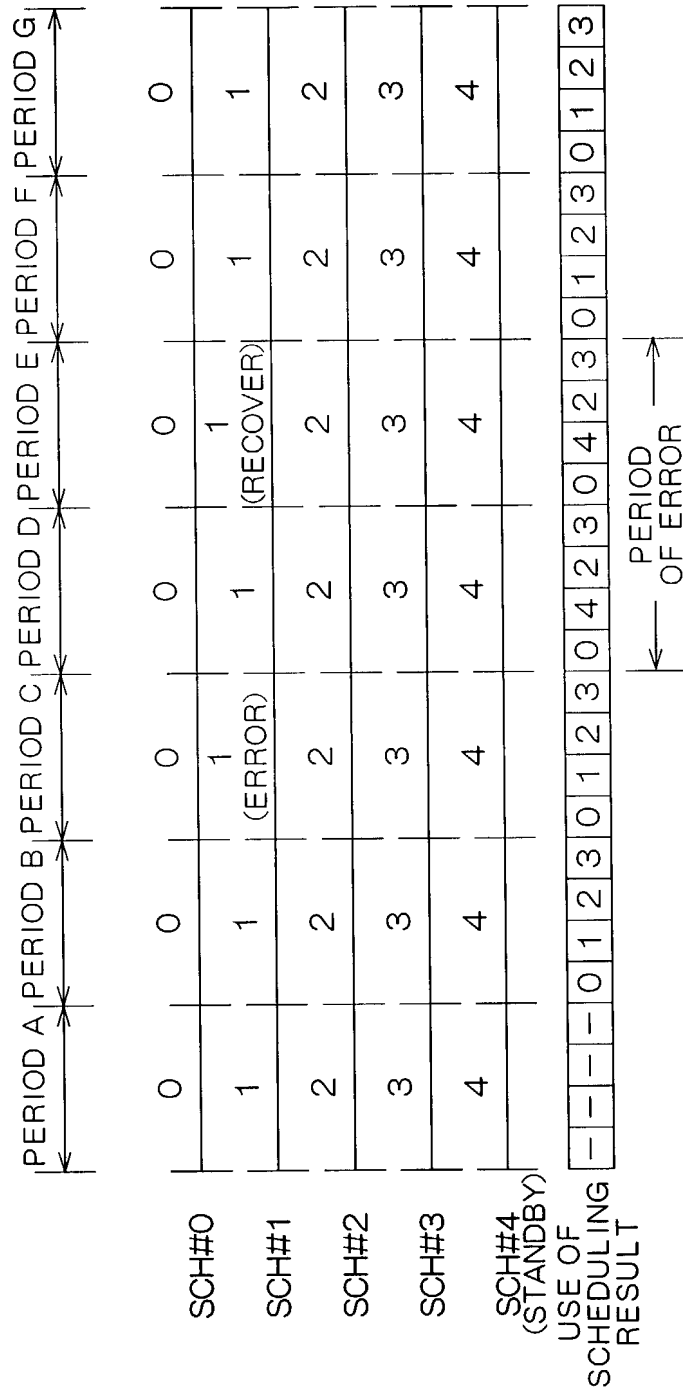 PERIOD A PERIOD B PERIOD C PERIOD D PERIOD E PERIOD F PERIOD G
SCH#0 0 0 0 0 0 0 0
SCH#1 1 1 1 (ERROR) 1 1 (RECOVER) 1 1
SCH#2 2 2 2 2 2 2 2
SCH#3 3 3 3 3 3 3 3
SCH#4 4 4 4 4 4 4 4
(STANDBY)
USE OF
SCHEDULING
RESULT
- - - - 0 1 2 3 0 1 2 3 0 4 2 3 0 4 2 3 0 1 2 3 0 1 2 3
PERIOD
OF ERROR